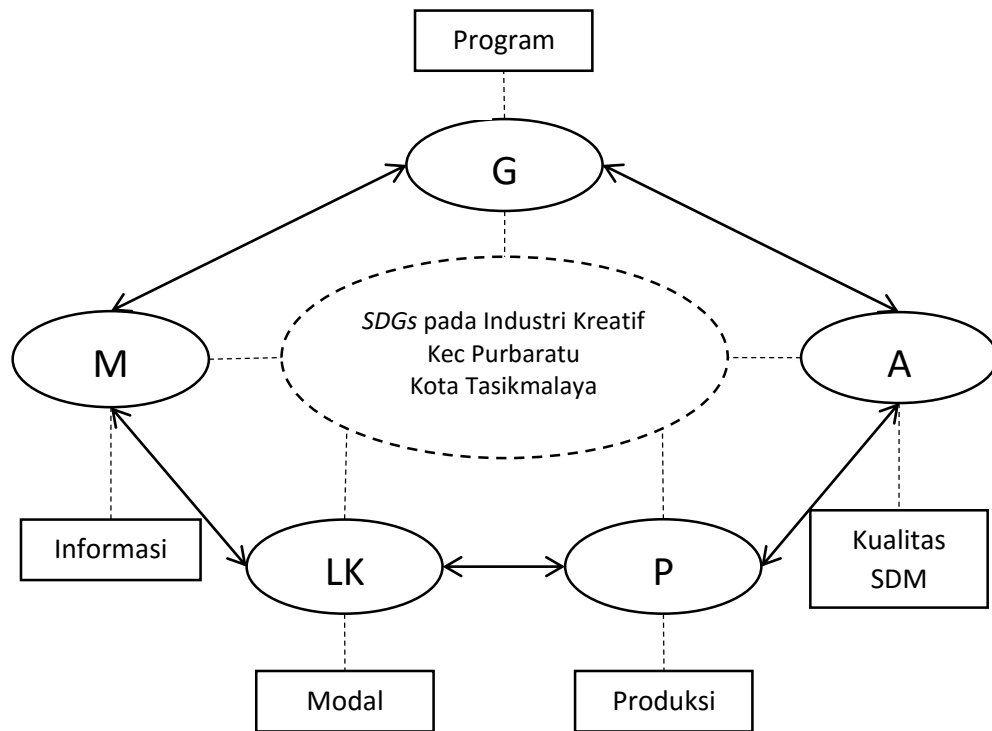 Program
G
SDGs pada Industri Kreatif
Kec Purbaratu
Kota Tasikmalaya
M
A
Informasi
LK
P
Kualitas
SDM
Modal
Produksi